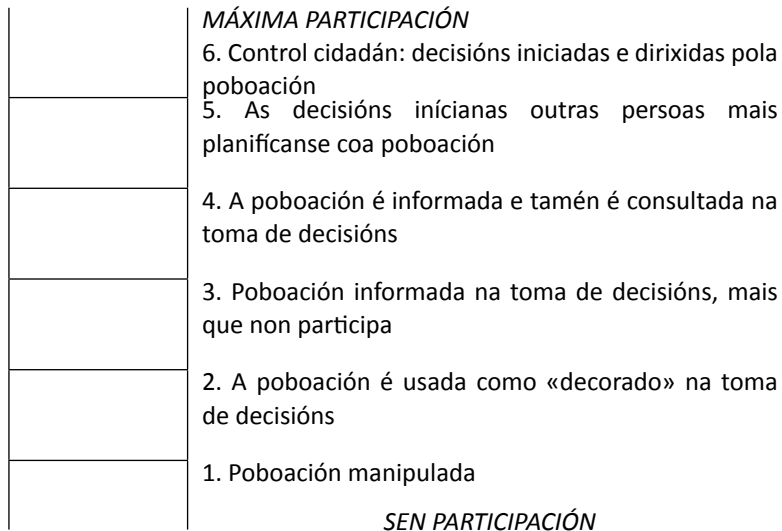 MÁXIMA PARTICIPACIÓN
6. Control cidadán: decisións iniciadas e dirixidas pola
poboación
5. As decisións inícianas outras persoas mais
planifícanse coa poboación
4. A poboación é informada e tamén é consultada na
toma de decisións
3. Poboación informada na toma de decisións, mais
que non participa
2. A poboación é usada como «decorado» na toma
de decisións
1. Poboación manipulada
SEN PARTICIPACIÓN